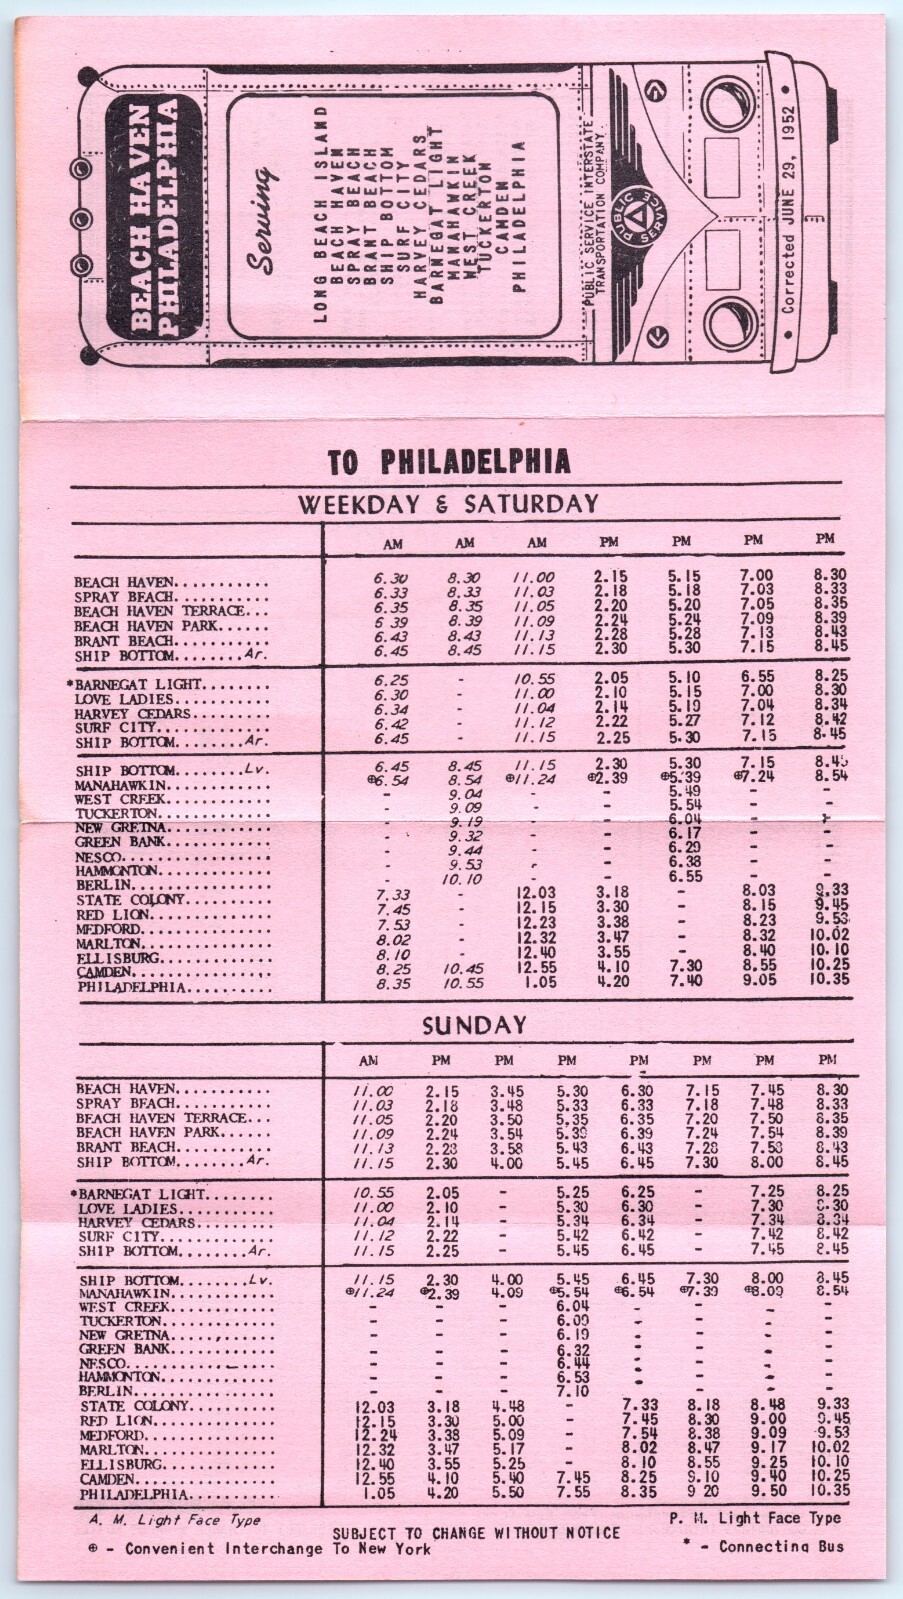 BEACH HAVEN
PHILADELPHIA
Serving
LONG BEACH ISLAND
BEACH HAVEN
SPRAY BEACH
BRANT BEACH
SHIP BOTTOM
SURF CITY
HARVEY CEDARS
BARNEGAT LIGHT
MANAHAWKIN
WEST CREEK
TUCKERTON
CAMDEN
PHILADELPHIA
PUBLIC SERVICE INTERSTATE
TRANSPORTATION COMPANY.
PUBLIC SERVICE
• Corrected JUNE 29, 1952 •
TO PHILADELPHIA
WEEKDAY & SATURDAY
AM AM AM PM PM PM PM
BEACH HAVEN........... 6.30 8.30 11.00 2.15 5.15 7.00 8.30
SPRAY BEACH........... 6.33 8.33 11.03 2.18 5.18 7.03 8.33
BEACH HAVEN TERRACE... 6.35 8.35 11.05 2.20 5.20 7.05 8.35
BEACH HAVEN PARK...... 6 39 8.39 11.09 2.24 5.24 7.09 8.39
BRANT BEACH........... 6.43 8.43 11.13 2.28 5.28 7.13 8.43
SHIP BOTTOM........Ar. 6.45 8.45 11.15 2.30 5.30 7.15 8.45
*BARNEGAT LIGHT........ 6.25 - 10.55 2.05 5.10 6.55 8.25
LOVE LADIES........... 6.30 - 11.00 2.10 5.15 7.00 8.30
HARVEY CEDARS......... 6.34 - 11.04 2.14 5.19 7.04 8.34
SURF CITY............. 6.42 - 11.12 2.22 5.27 7.12 8.42
SHIP BOTTOM........Ar. 6.45 - 11.15 2.25 5.30 7.15 8.45
SHIP BOTTOM........Lv. 6.45 8.45 11.15 2.30 5.30 7.15 8.45
MANAHAWKIN............ ⊕6.54 8.54 ⊕11.24 ⊕2.39 ⊕5.39 ⊕7.24 8.54
WEST CREEK............ - 9.04 - - 5.49 - -
TUCKERTON............. - 9.09 - - 5.54 - -
NEW GRETNA............ - 9.19 - - 6.04 - -
GREEN BANK............ - 9.32 - - 6.17 - -
NESCO................. - 9.44 - - 6.29 - -
HAMMONTON............. - 9.53 - - 6.38 - -
BERLIN................ - 10.10 - - 6.55 - -
STATE COLONY.......... 7.33 - 12.03 3.18 - 8.03 9.33
RED LION.............. 7.45 - 12.15 3.30 - 8.15 9.45
MEDFORD............... 7.53 - 12.23 3.38 - 8.23 9.53
MARLTON............... 8.02 - 12.32 3.47 - 8.32 10.02
ELLISBURG............. 8.10 - 12.40 3.55 - 8.40 10.10
CAMDEN................ 8.25 10.45 12.55 4.10 7.30 8.55 10.25
PHILADELPHIA.......... 8.35 10.55 1.05 4.20 7.40 9.05 10.35
SUNDAY
AM PM PM PM PM PM PM PM
BEACH HAVEN........... 11.00 2.15 3.45 5.30 6.30 7.15 7.45 8.30
SPRAY BEACH........... 11.03 2.18 3.48 5.33 6.33 7.18 7.48 8.33
BEACH HAVEN TERRACE... 11.05 2.20 3.50 5.35 6.35 7.20 7.50 8.35
BEACH HAVEN PARK...... 11.09 2.24 3.54 5.39 6.39 7.24 7.54 8.39
BRANT BEACH........... 11.13 2.28 3.58 5.43 6.43 7.28 7.58 8.43
SHIP BOTTOM........Ar. 11.15 2.30 4.00 5.45 6.45 7.30 8.00 8.45
*BARNEGAT LIGHT........ 10.55 2.05 - 5.25 6.25 - 7.25 8.25
LOVE LADIES........... 11.00 2.10 - 5.30 6.30 - 7.30 8.30
HARVEY CEDARS......... 11.04 2.14 - 5.34 6.34 - 7.34 8.34
SURF CITY............. 11.12 2.22 - 5.42 6.42 - 7.42 8.42
SHIP BOTTOM........Ar. 11.15 2.25 - 5.45 6.45 - 7.45 8.45
SHIP BOTTOM........Lv. 11.15 2.30 4.00 5.45 6.45 7.30 8.00 8.45
MANAHAWKIN............ ⊕11.24 ⊕2.39 4.09 ⊕5.54 ⊕6.54 ⊕7.39 ⊕8.09 8.54
WEST CREEK............ - - - 6.04 - - - -
TUCKERTON............. - - - 6.09 - - - -
NEW GRETNA............ - - - 6.19 - - - -
GREEN BANK............ - - - 6.32 - - - -
NESCO................. - - - 6.44 - - - -
HAMMONTON............. - - - 6.53 - - - -
BERLIN................ - - - 7.10 - - - -
STATE COLONY.......... 12.03 3.18 4.48 - 7.33 8.18 8.48 9.33
RED LION.............. 12.15 3.30 5.00 - 7.45 8.30 9.00 9.45
MEDFORD............... 12.24 3.38 5.09 - 7.54 8.38 9.09 9.53
MARLTON............... 12.32 3.47 5.17 - 8.02 8.47 9.17 10.02
ELLISBURG............. 12.40 3.55 5.25 - 8.10 8.55 9.25 10.10
CAMDEN................ 12.55 4.10 5.40 7.45 8.25 9.10 9.40 10.25
PHILADELPHIA.......... 1.05 4.20 5.50 7.55 8.35 9 20 9.50 10.35
A. M. Light Face Type P. M. Light Face Type
SUBJECT TO CHANGE WITHOUT NOTICE
⊕ - Convenient Interchange To New York * - Connecting Bus